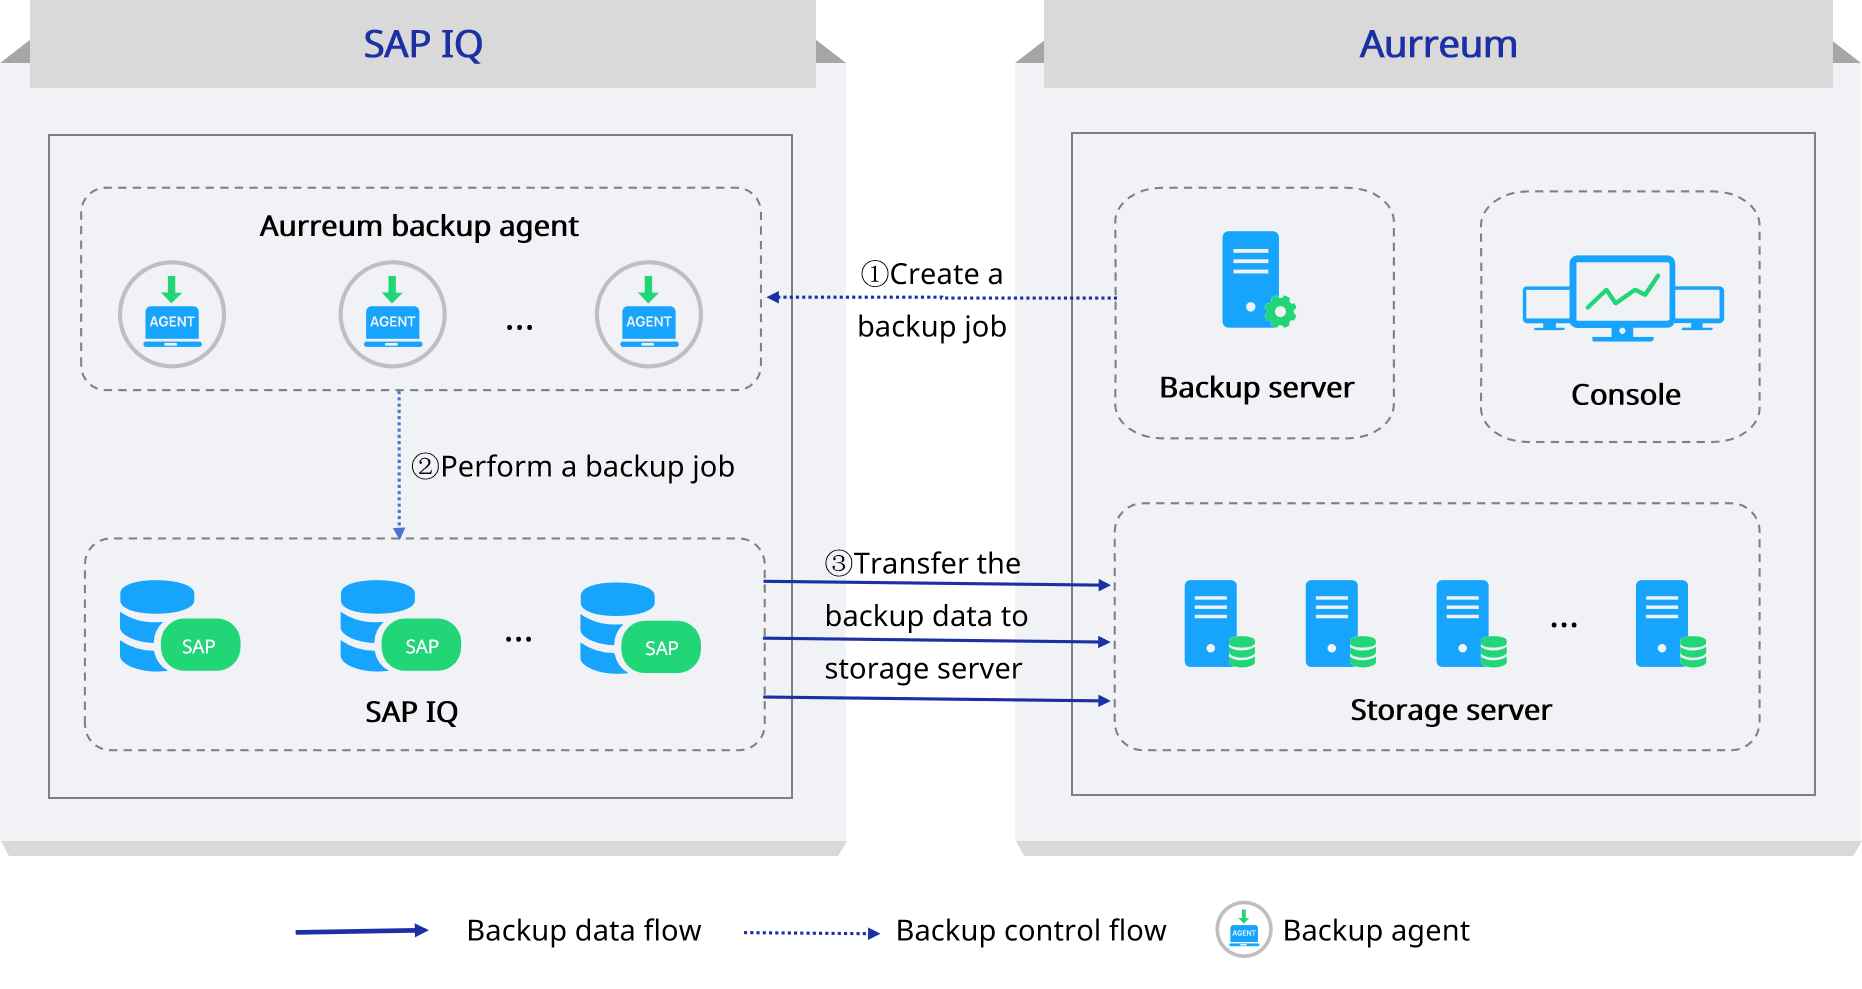 SAP IQ
Aurreum
Aurreum backup agent
AGENT
AGENT
...
AGENT
①Create a
backup job
Backup server
Console
②Perform a backup job
③Transfer the
backup data to
storage server
SAP
SAP
...
SAP
SAP IQ
...
Storage server
Backup data flow
Backup control flow
AGENT
Backup agent